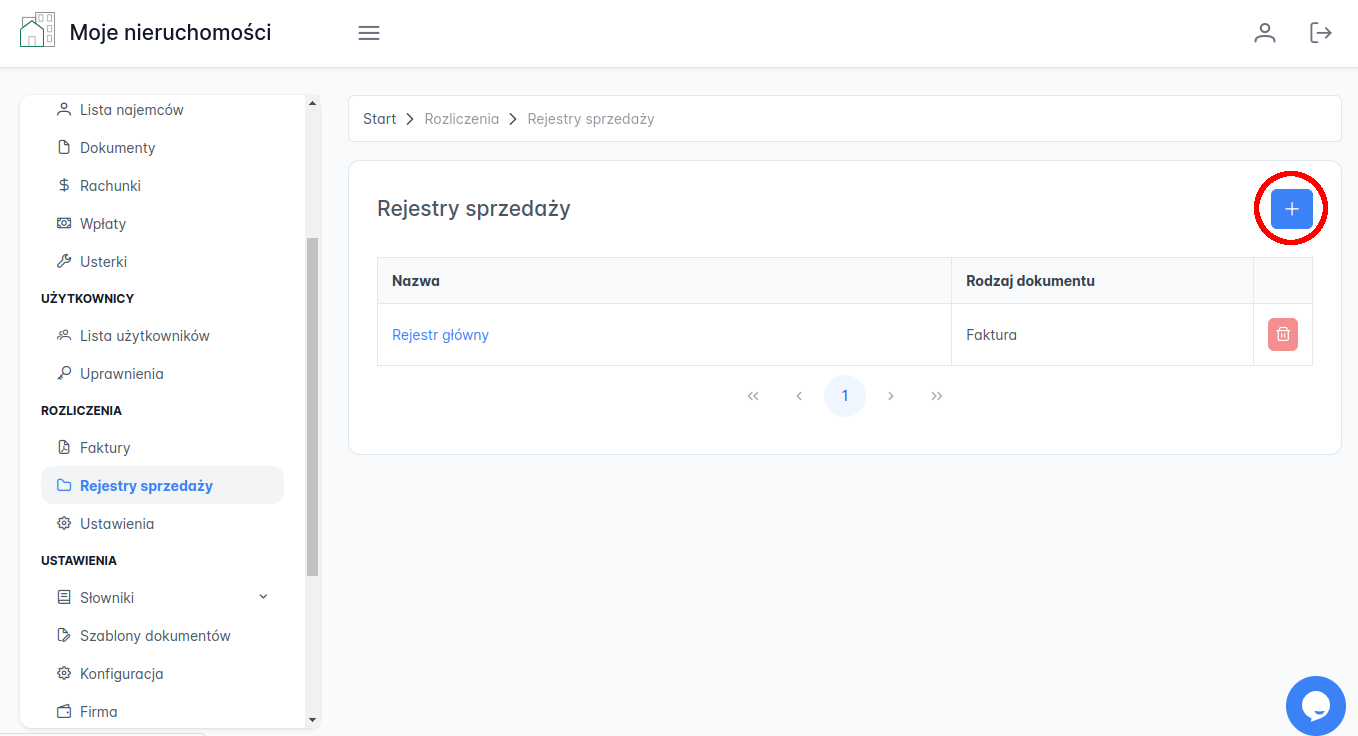 Moje nieruchomości
Lista najemców
Dokumenty
Rachunki
Wpłaty
Usterki
UŻYTKOWNICY
Lista użytkowników
Uprawnienia
ROZLICZENIA
Faktury
Rejestry sprzedaży
Ustawienia
USTAWIENIA
Słowniki
Szablony dokumentów
Konfiguracja
Firma
Start > Rozliczenia > Rejestry sprzedaży
Rejestry sprzedaży
Nazwa Rodzaj dokumentu
Rejestr główny Faktura
« ‹ 1 › »